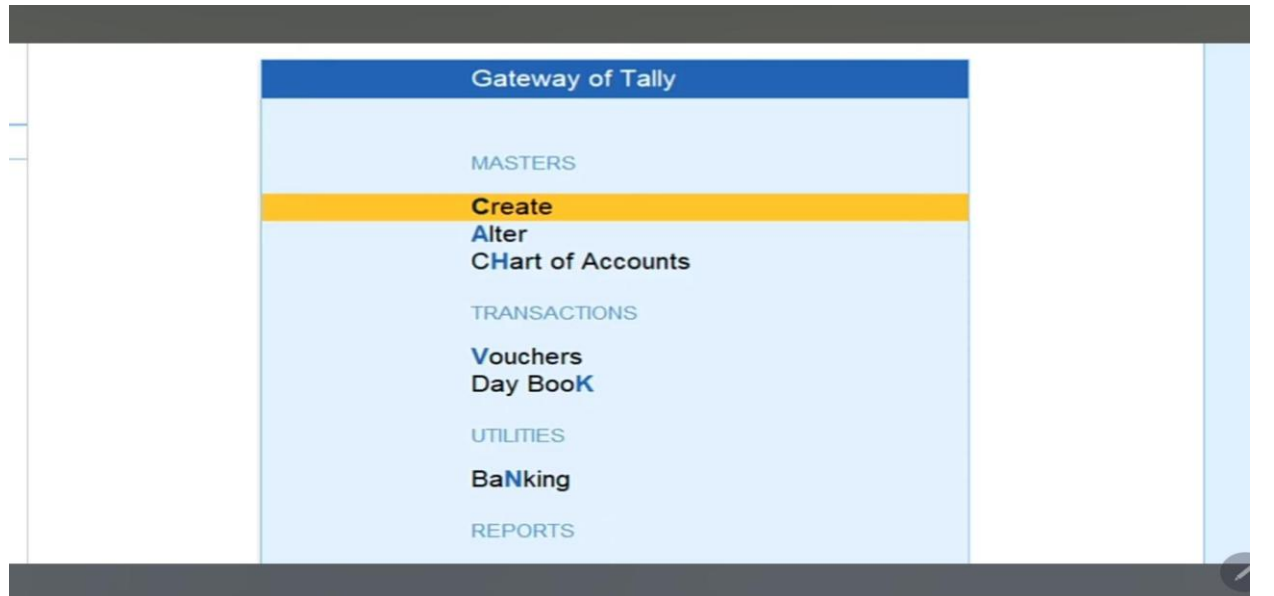 Gateway of Tally
MASTERS
Create
Alter
CHart of Accounts
TRANSACTIONS
Vouchers
Day BooK
UTILITIES
BaNking
REPORTS